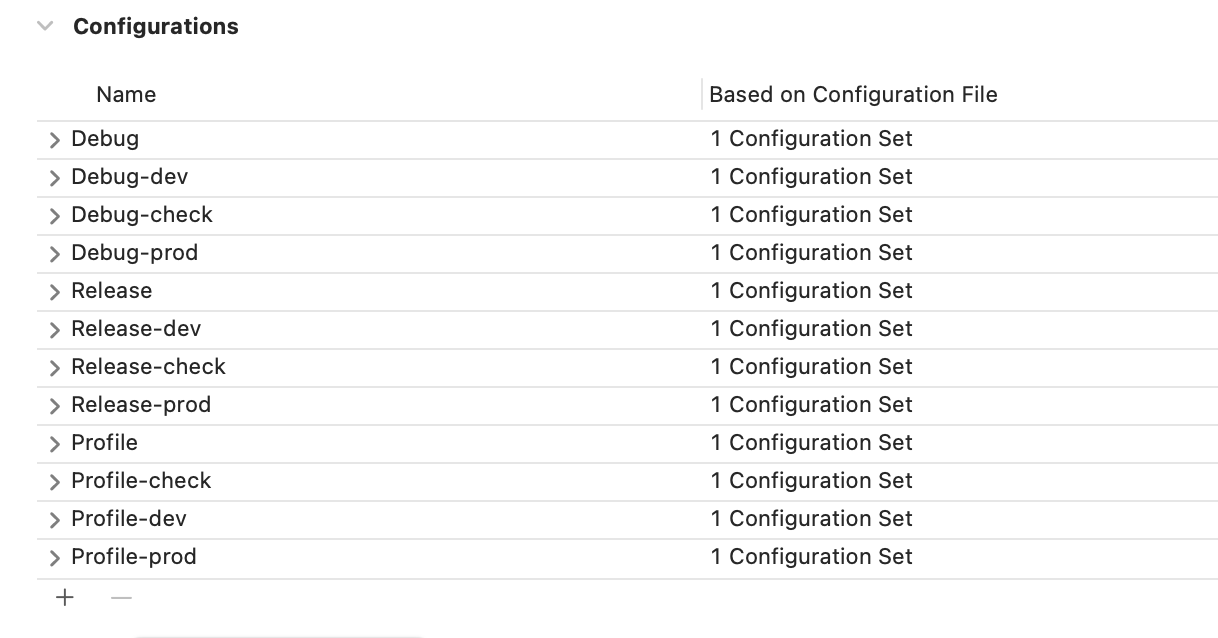 Configurations
Name Based on Configuration File
Debug 1 Configuration Set
Debug-dev 1 Configuration Set
Debug-check 1 Configuration Set
Debug-prod 1 Configuration Set
Release 1 Configuration Set
Release-dev 1 Configuration Set
Release-check 1 Configuration Set
Release-prod 1 Configuration Set
Profile 1 Configuration Set
Profile-check 1 Configuration Set
Profile-dev 1 Configuration Set
Profile-prod 1 Configuration Set